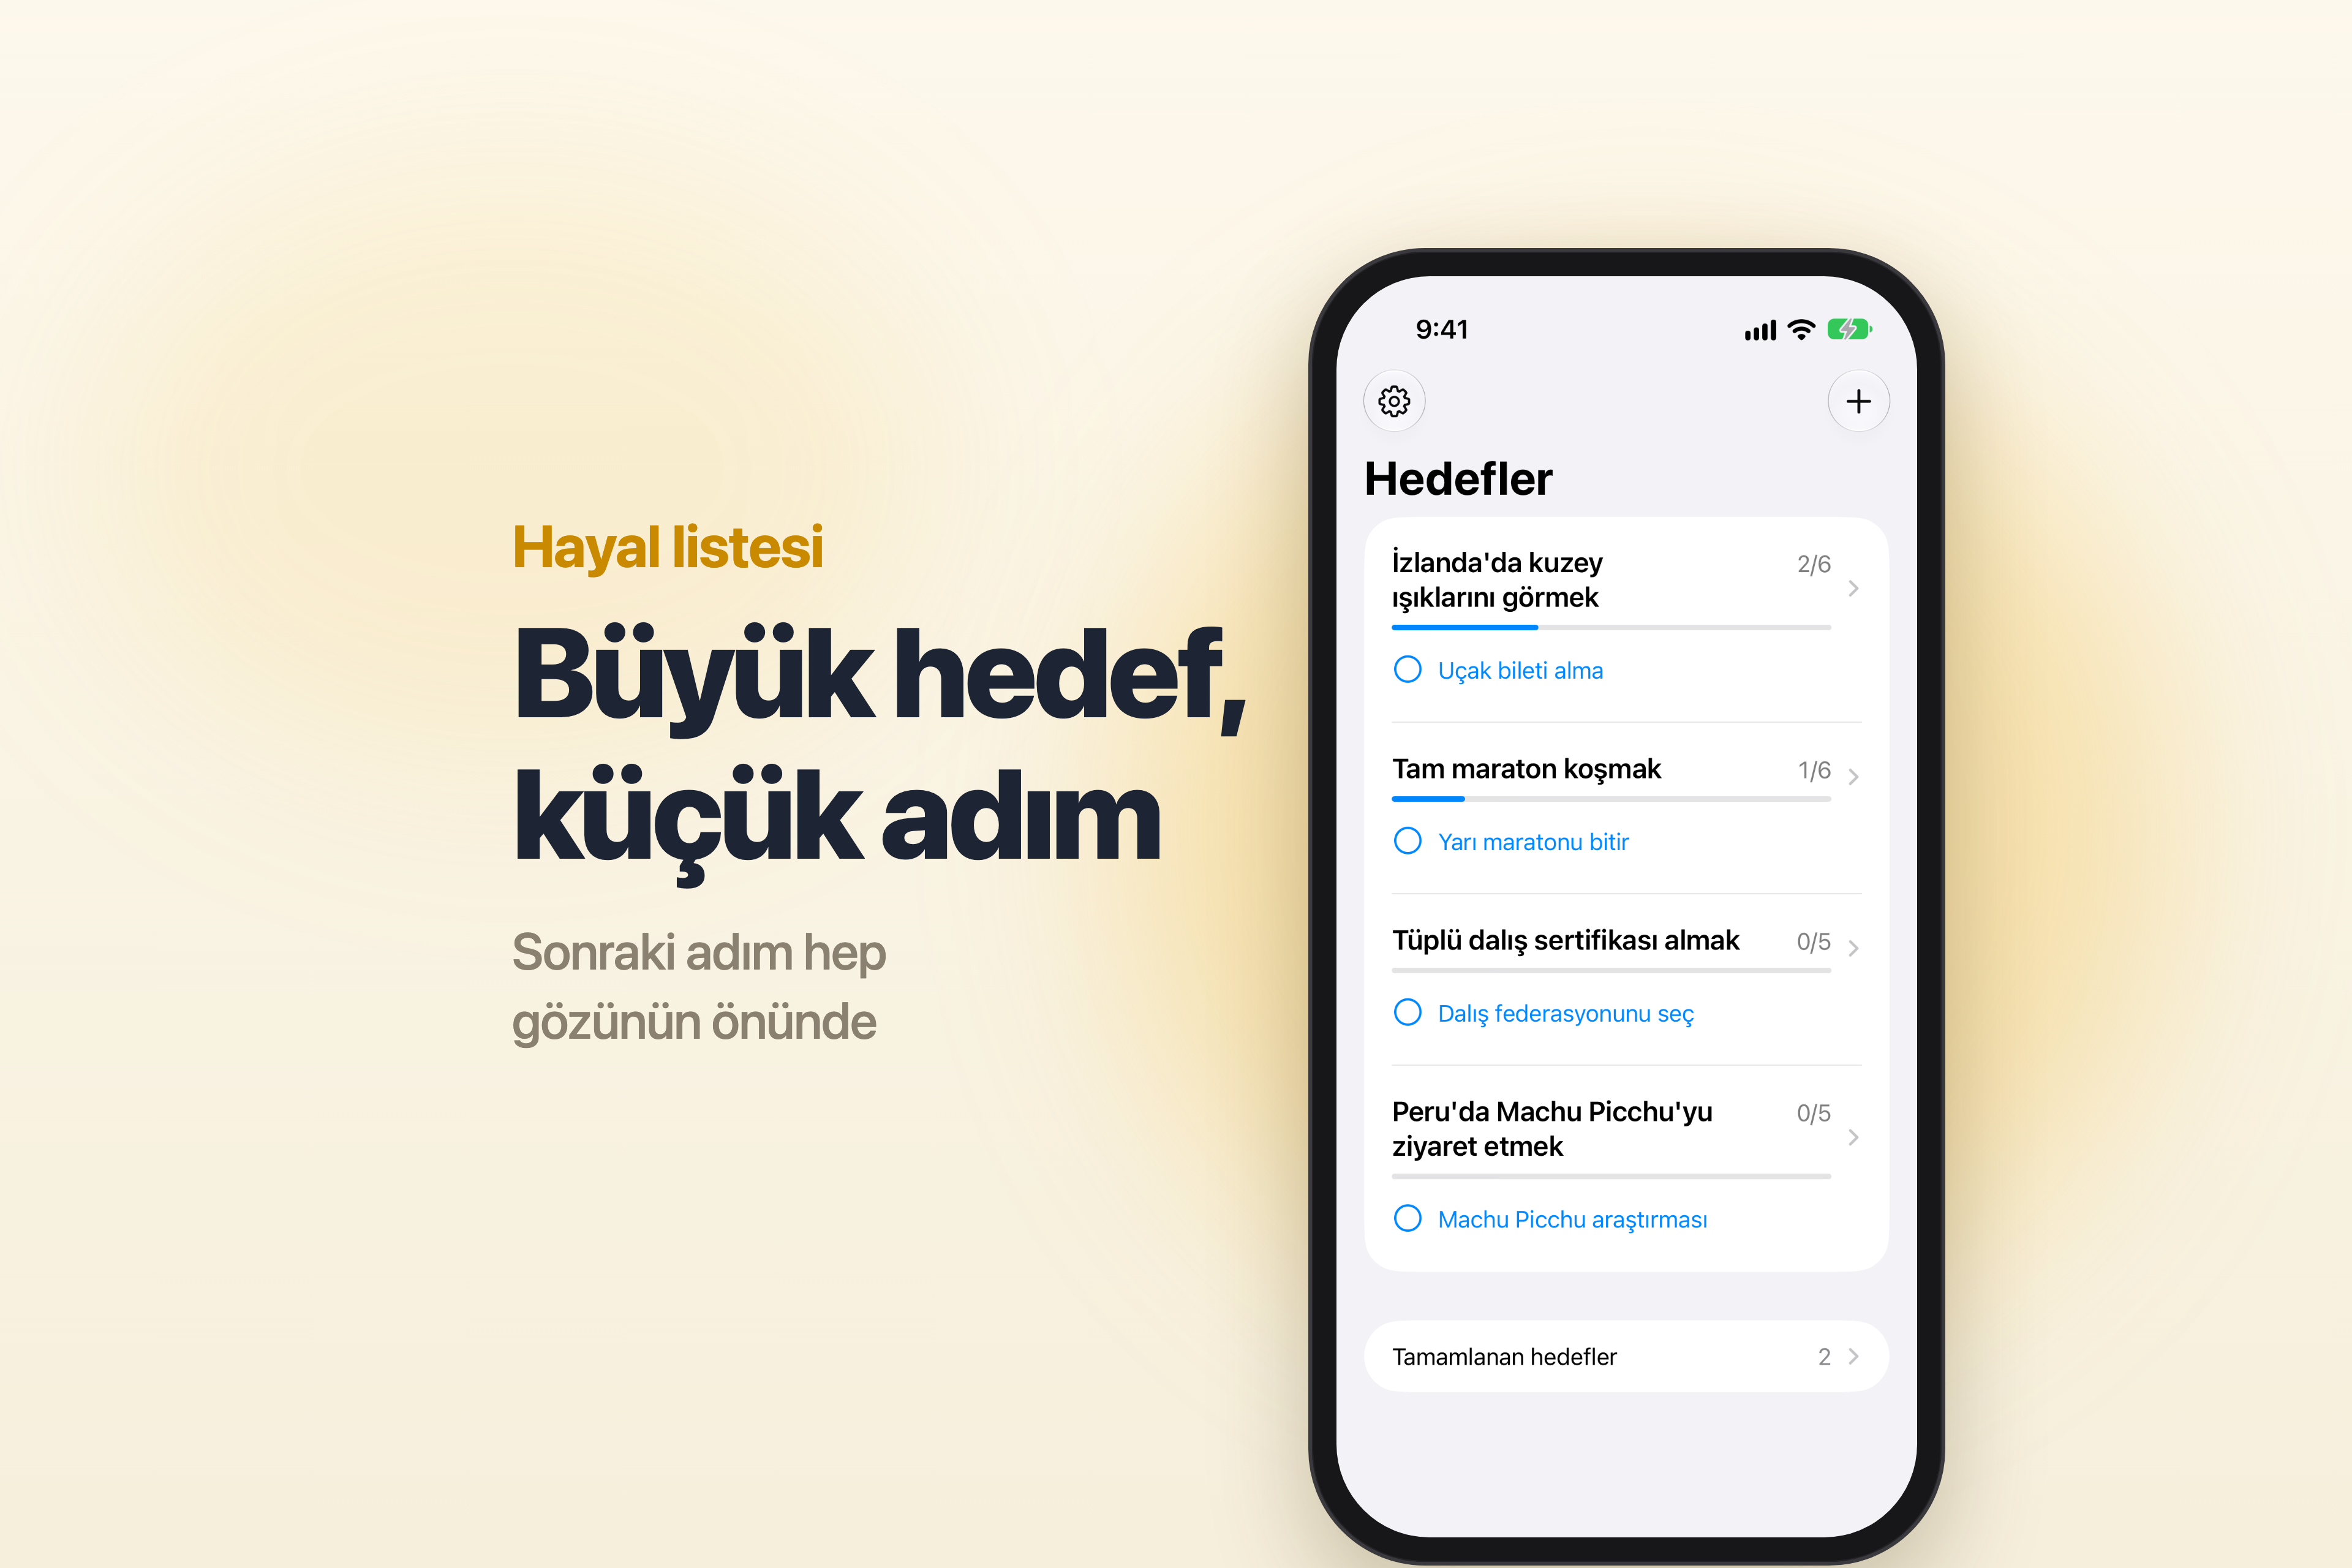 Hayal listesi
Büyük hedef,
küçük adım
Sonraki adım hep
gözünün önünde
9:41
Hedefler
İzlanda'da kuzey
ışıklarını görmek
2/6
Uçak bileti alma
Tam maraton koşmak
1/6
Yarı maratonu bitir
Tüplü dalış sertifikası almak
0/5
Dalış federasyonunu seç
Peru'da Machu Picchu'yu
ziyaret etmek
0/5
Machu Picchu araştırması
Tamamlanan hedefler
2